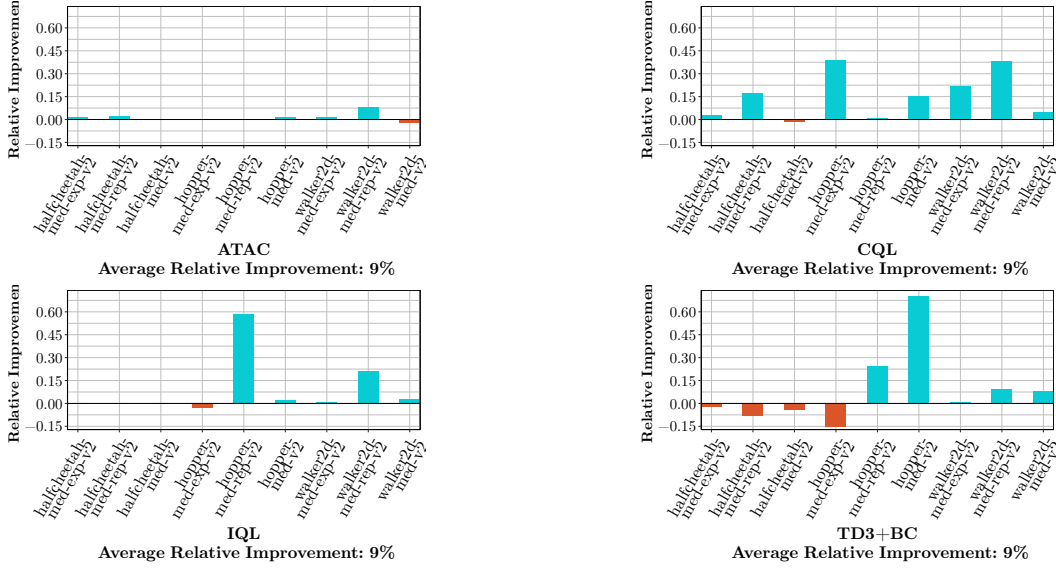 Relative Improvemen
0.60
0.45
0.30
0.15
0.00
−0.15
halfcheetah-
med-exp-v2
halfcheetah-
med-rep-v2
halfcheetah-
med-v2
hopper-
med-exp-v2
hopper-
med-rep-v2
hopper-
med-v2
walker2d-
med-exp-v2
walker2d-
med-rep-v2
walker2d-
med-v2
ATAC
Average Relative Improvement: 9%
Relative Improvemen
0.60
0.45
0.30
0.15
0.00
−0.15
halfcheetah-
med-exp-v2
halfcheetah-
med-rep-v2
halfcheetah-
med-v2
hopper-
med-exp-v2
hopper-
med-rep-v2
hopper-
med-v2
walker2d-
med-exp-v2
walker2d-
med-rep-v2
walker2d-
med-v2
CQL
Average Relative Improvement: 9%
Relative Improvemen
0.60
0.45
0.30
0.15
0.00
−0.15
halfcheetah-
med-exp-v2
halfcheetah-
med-rep-v2
halfcheetah-
med-v2
hopper-
med-exp-v2
hopper-
med-rep-v2
hopper-
med-v2
walker2d-
med-exp-v2
walker2d-
med-rep-v2
walker2d-
med-v2
IQL
Average Relative Improvement: 9%
Relative Improvemen
0.60
0.45
0.30
0.15
0.00
−0.15
halfcheetah-
med-exp-v2
halfcheetah-
med-rep-v2
halfcheetah-
med-v2
hopper-
med-exp-v2
hopper-
med-rep-v2
hopper-
med-v2
walker2d-
med-exp-v2
walker2d-
med-rep-v2
walker2d-
med-v2
TD3+BC
Average Relative Improvement: 9%